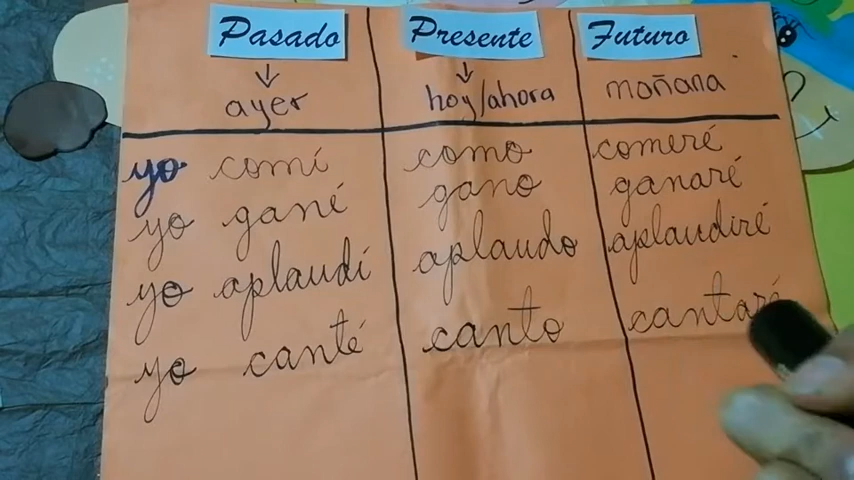 Pasado Presente Futuro
ayer hoy/ahora mañana
yo comí como comeré
yo gané gano ganaré
yo aplaudí aplaudo aplaudiré
yo canté canto cantaré